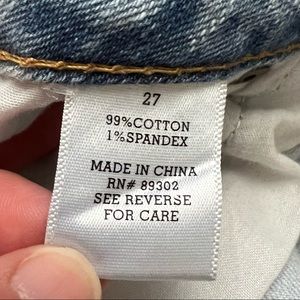 27
99%COTTON
1%SPANDEX
MADE IN CHINA
RN# 89302
SEE REVERSE
FOR CARE